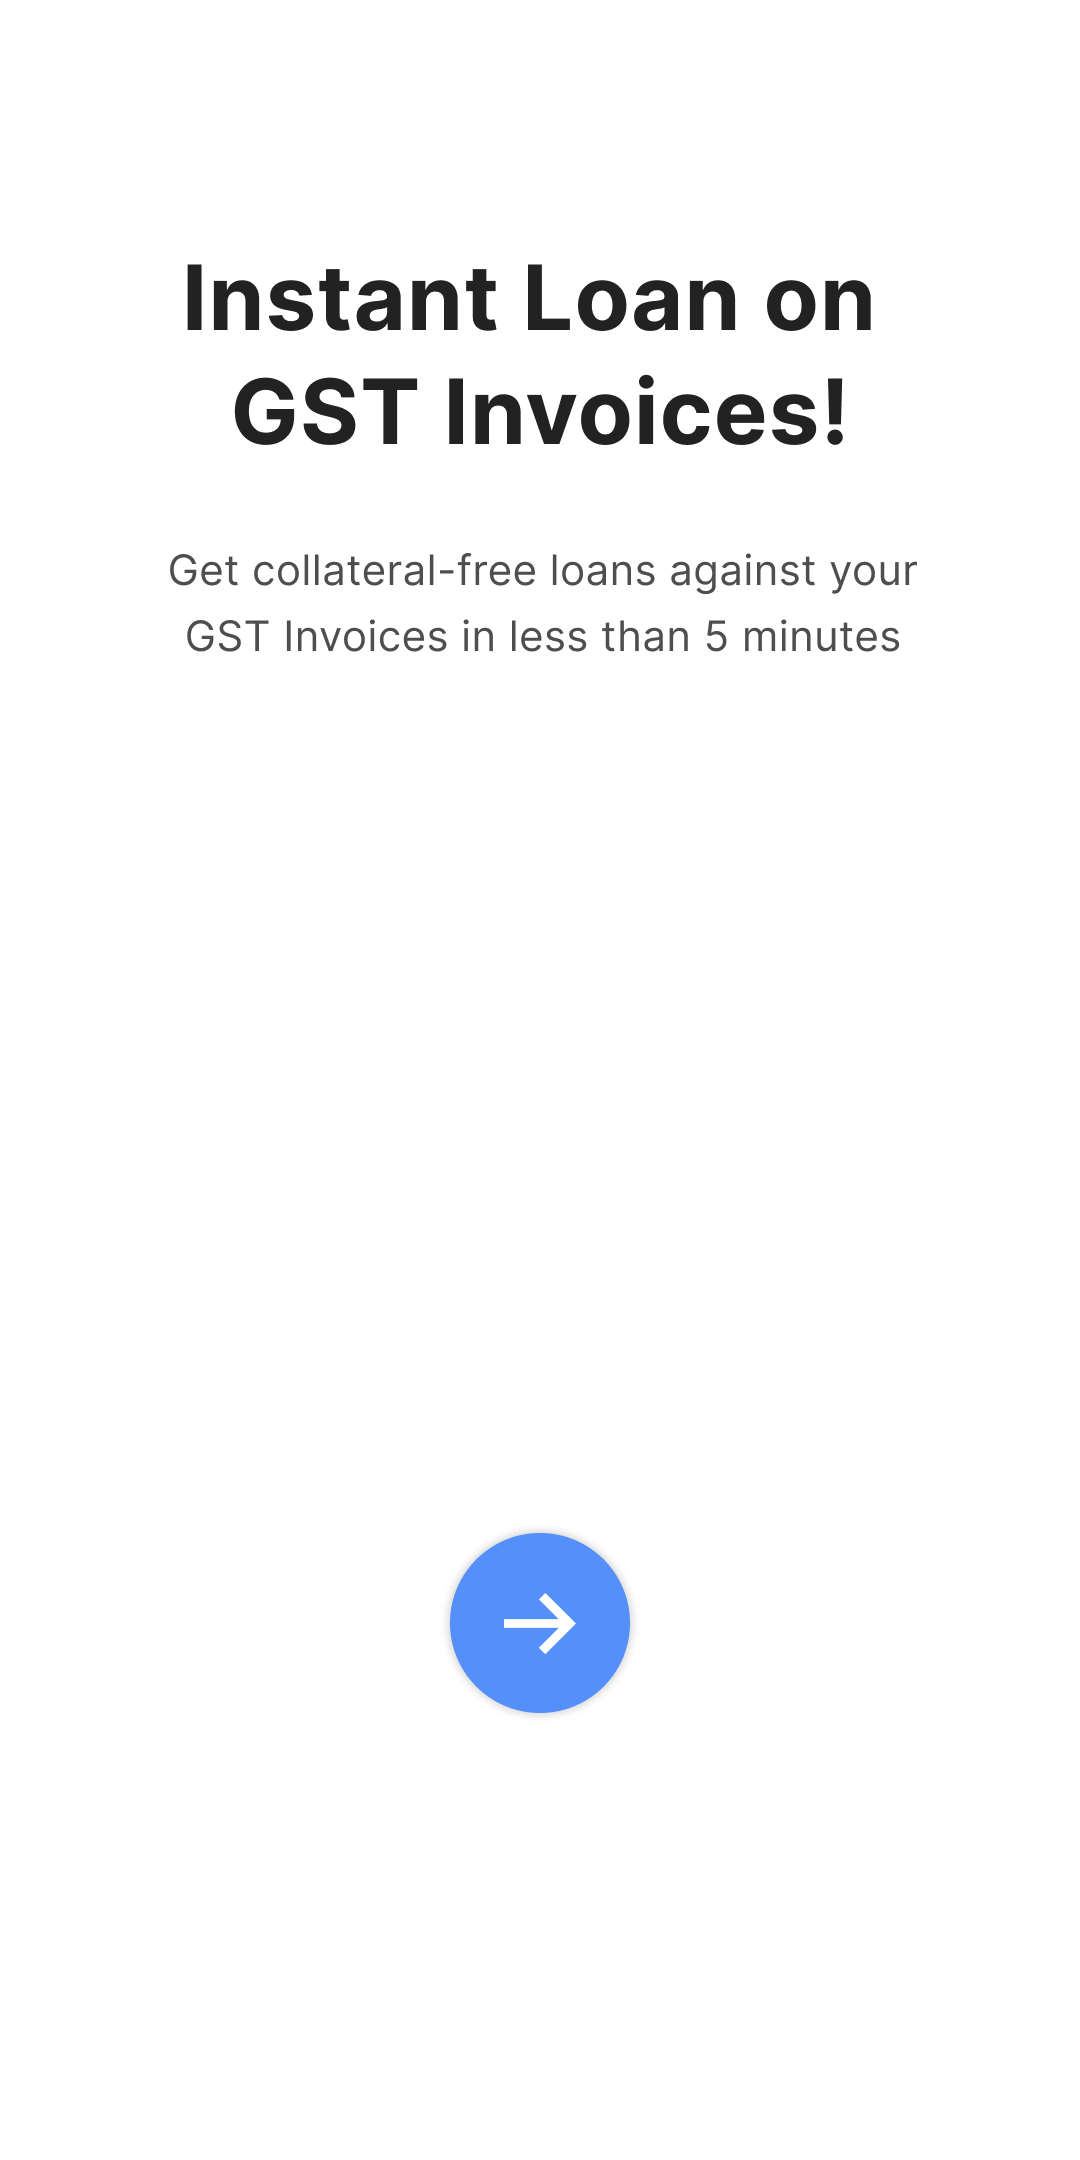 Instant Loan on
GST Invoices!
Get collateral-free loans against your
GST Invoices in less than 5 minutes